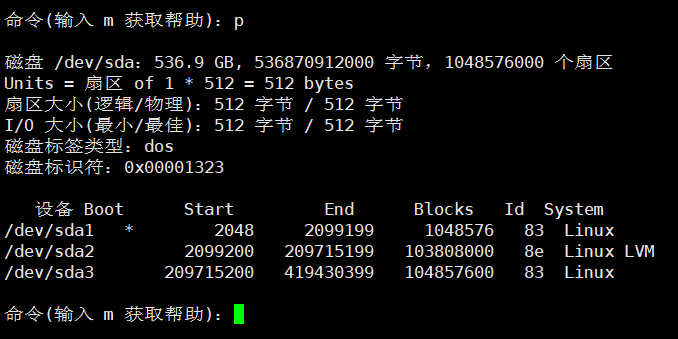 命令(输入 m 获取帮助)：p
磁盘 /dev/sda：536.9 GB, 536870912000 字节，1048576000 个扇区
Units = 扇区 of 1 * 512 = 512 bytes
扇区大小(逻辑/物理)：512 字节 / 512 字节
I/O 大小(最小/最佳)：512 字节 / 512 字节
磁盘标签类型：dos
磁盘标识符：0x00001323
设备 Boot Start End Blocks Id System
/dev/sda1 * 2048 2099199 1048576 83 Linux
/dev/sda2 2099200 209715199 103808000 8e Linux LVM
/dev/sda3 209715200 419430399 104857600 83 Linux
命令(输入 m 获取帮助)：